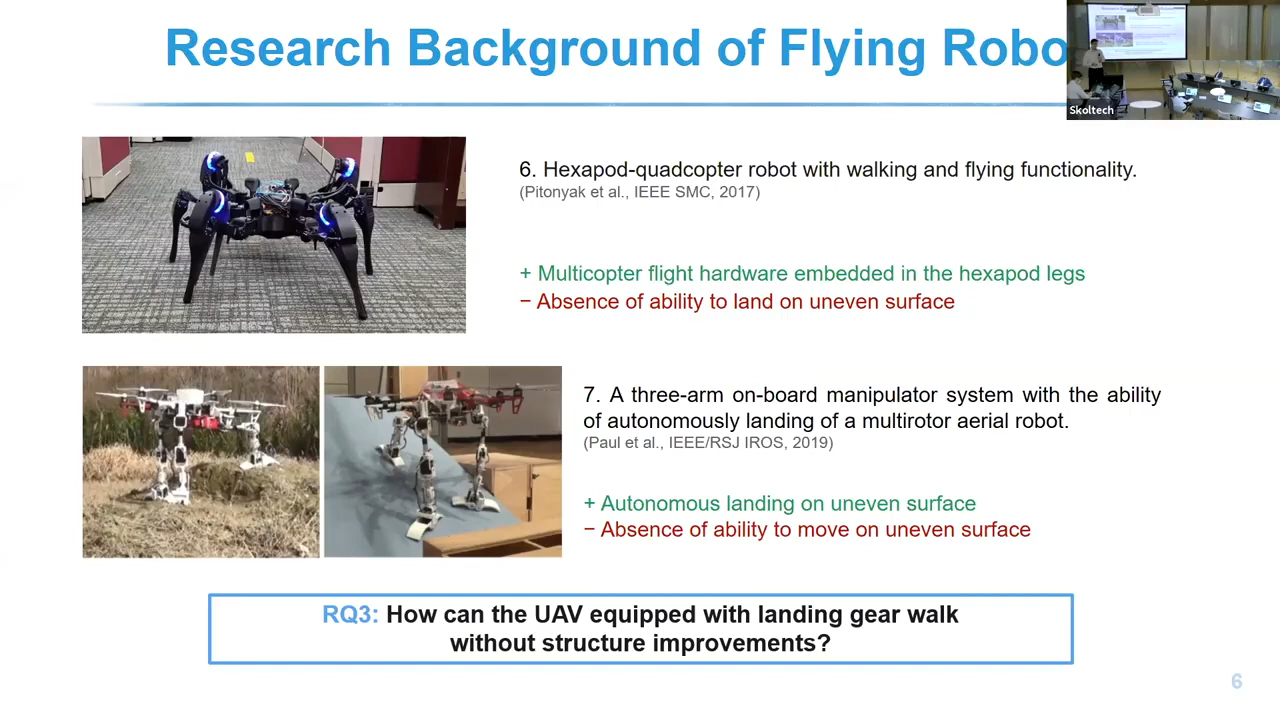 Research Background of Flying Robo
Skoltech
6. Hexapod-quadcopter robot with walking and flying functionality.
(Pitonyak et al., IEEE SMC, 2017)
+ Multicopter flight hardware embedded in the hexapod legs
− Absence of ability to land on uneven surface
7. A three-arm on-board manipulator system with the ability
of autonomously landing of a multirotor aerial robot.
(Paul et al., IEEE/RSJ IROS, 2019)
+ Autonomous landing on uneven surface
− Absence of ability to move on uneven surface
RQ3: How can the UAV equipped with landing gear walk
without structure improvements?
6